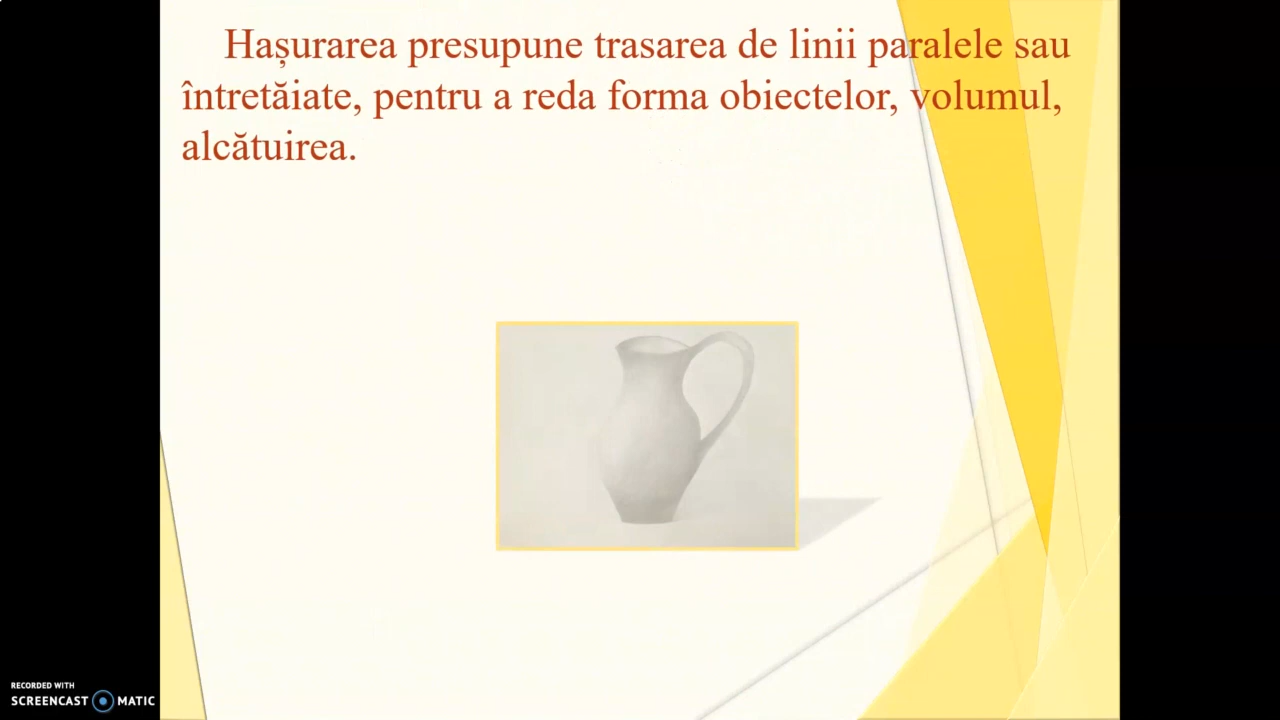 Hașurarea presupune trasarea de linii paralele sau
întretăiate, pentru a reda forma obiectelor, volumul,
alcătuirea.
RECORDED WITH
SCREENCAST MATIC